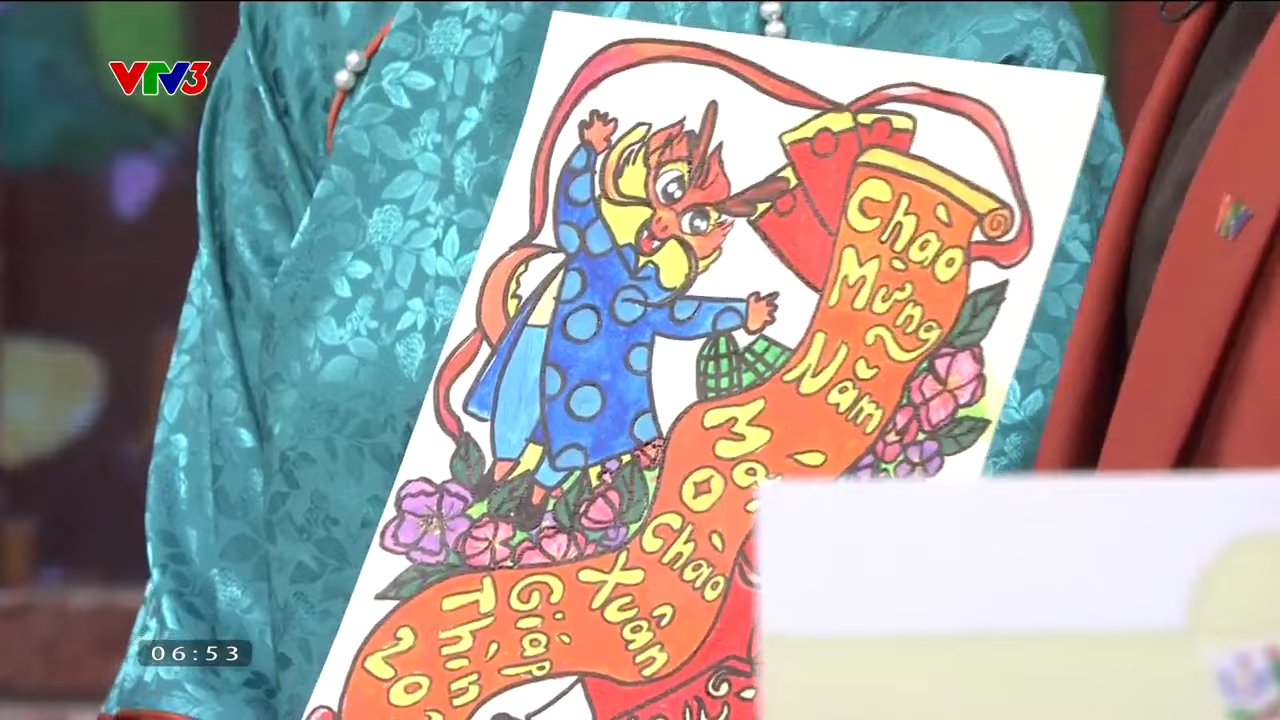 VTV3
Chào
Mừng
Năm
Mới
Chào
Xuân
Giáp
Thìn
06:53